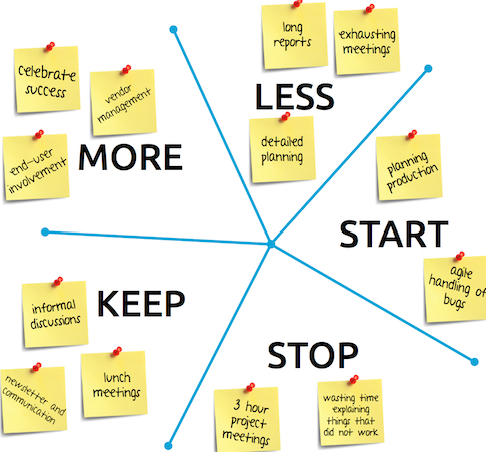 long
reports
exhausting
meetings
celebrate
success
vendor
management
LESS
end-user
involvement
MORE
detailed
planning
planning
production
START
agile
handling of
bugs
informal
discussions
KEEP
STOP
newsletter and
communication
lunch
meetings
3 hour
project
meetings
wasting time
explaining
things that
did not work